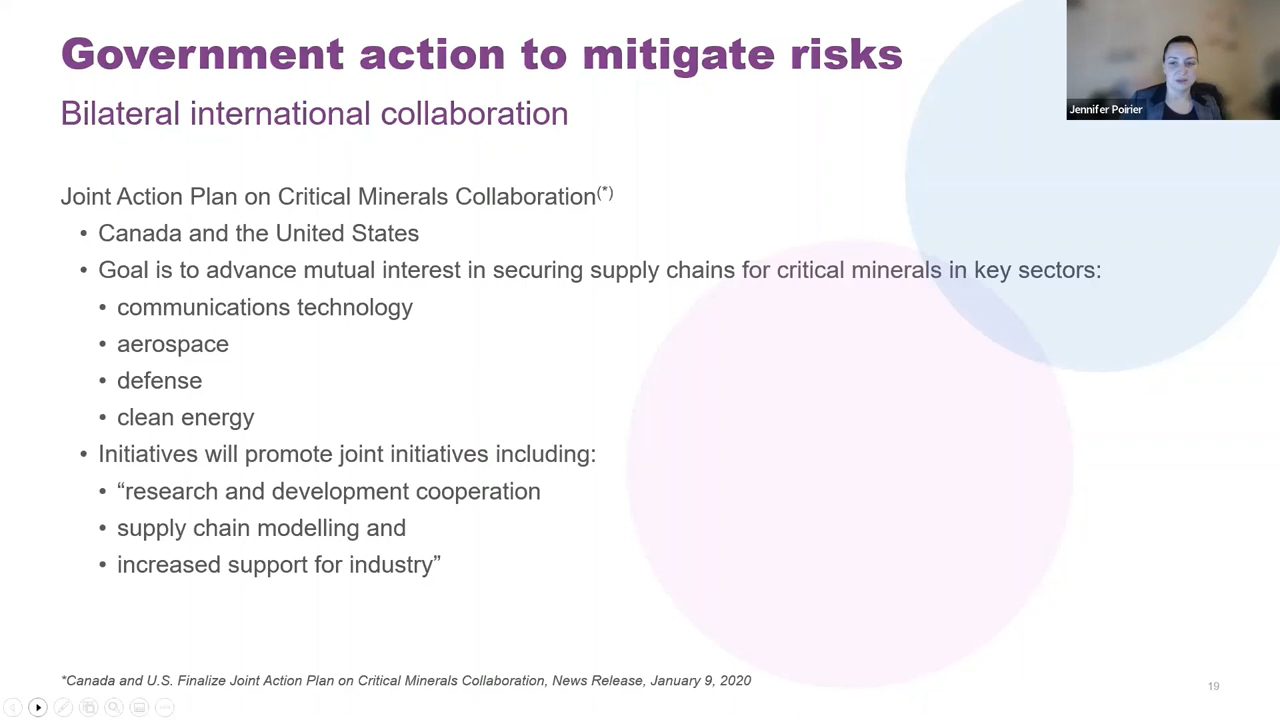 Government action to mitigate risks
Bilateral international collaboration
Jennifer Poirier
Joint Action Plan on Critical Minerals Collaboration(*)
• Canada and the United States
• Goal is to advance mutual interest in securing supply chains for critical minerals in key sectors:
• communications technology
• aerospace
• defense
• clean energy
• Initiatives will promote joint initiatives including:
• “research and development cooperation
• supply chain modelling and
• increased support for industry”
*Canada and U.S. Finalize Joint Action Plan on Critical Minerals Collaboration, News Release, January 9, 2020
19